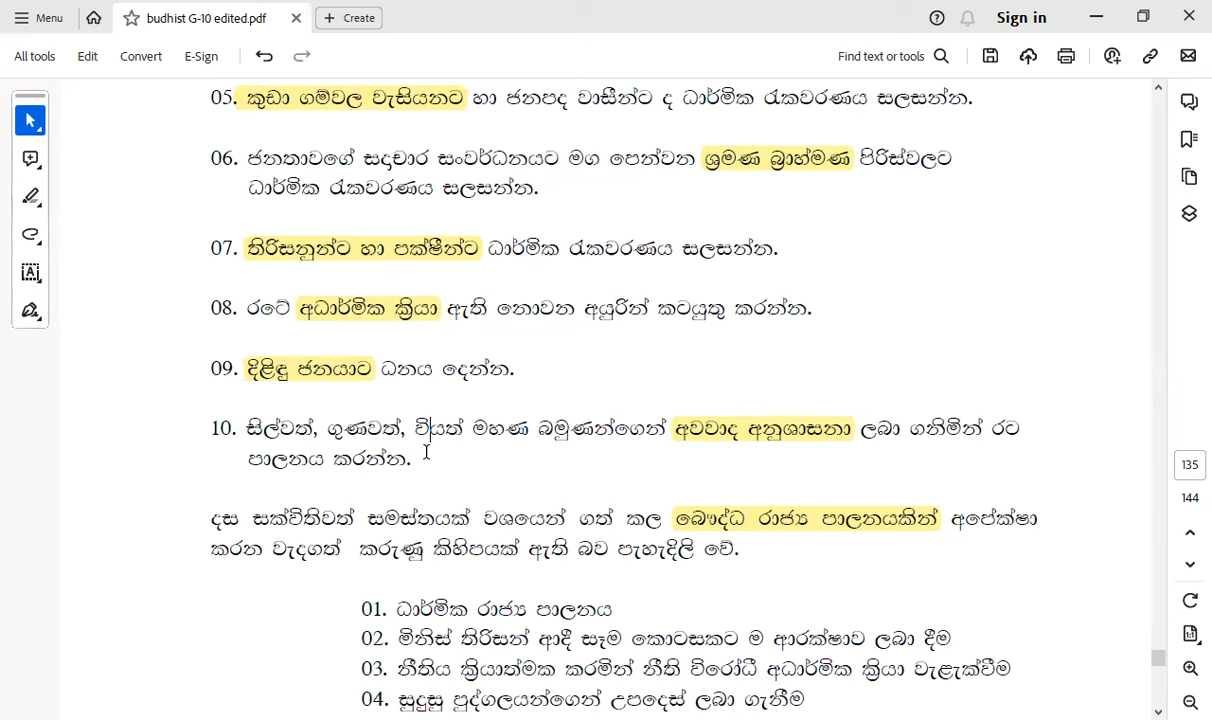 Menu
budhist G-10 edited.pdf
Create
Sign in
All tools Edit Convert E-Sign
Find text or tools
05. කුඩා ගම්වල වැසියනට හා ජනපද වාසීන්ට ද ධාර්මික රැකවරණය සලසන්න.
06. ජනතාවගේ සදාචාර සංවර්ධනයට මග පෙන්වන ශ්‍රමණ බ්‍රාහ්මණ පිරිස්වලට
ධාර්මික රැකවරණය සලසන්න.
07. තිරිසනුන්ට හා පක්ෂීන්ට ධාර්මික රැකවරණය සලසන්න.
08. රටේ අධාර්මික ක්‍රියා ඇති නොවන අයුරින් කටයුතු කරන්න.
09. දිළිඳු ජනයාට ධනය දෙන්න.
10. සිල්වත්, ගුණවත්, වියත් මහණ බමුණන්ගෙන් අවවාද අනුශාසනා ලබා ගනිමින් රට
පාලනය කරන්න.
135
144
දස සක්විතිවත් සමස්තයක් වශයෙන් ගත් කල බෞද්ධ රාජ්‍ය පාලනයකින් අපේක්ෂා
කරන වැදගත් කරුණු කිහිපයක් ඇති බව පැහැදිලි වේ.
01. ධාර්මික රාජ්‍ය පාලනය
02. මිනිස් තිරිසන් ආදී සෑම කොටසකට ම ආරක්ෂාව ලබා දීම
03. නීතිය ක්‍රියාත්මක කරමින් නීති විරෝධී අධාර්මික ක්‍රියා වැළැක්වීම
04. සුදුසු පුද්ගලයන්ගෙන් උපදෙස් ලබා ගැනීම